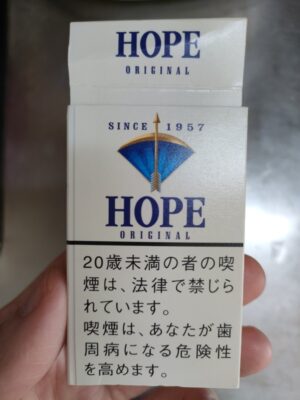 HOPE
ORIGINAL
SINCE 1957
HOPE
ORIGINAL
20歳未満の者の喫
煙は、法律で禁じら
れています。
喫煙は、あなたが歯
周病になる危険性
を高めます。